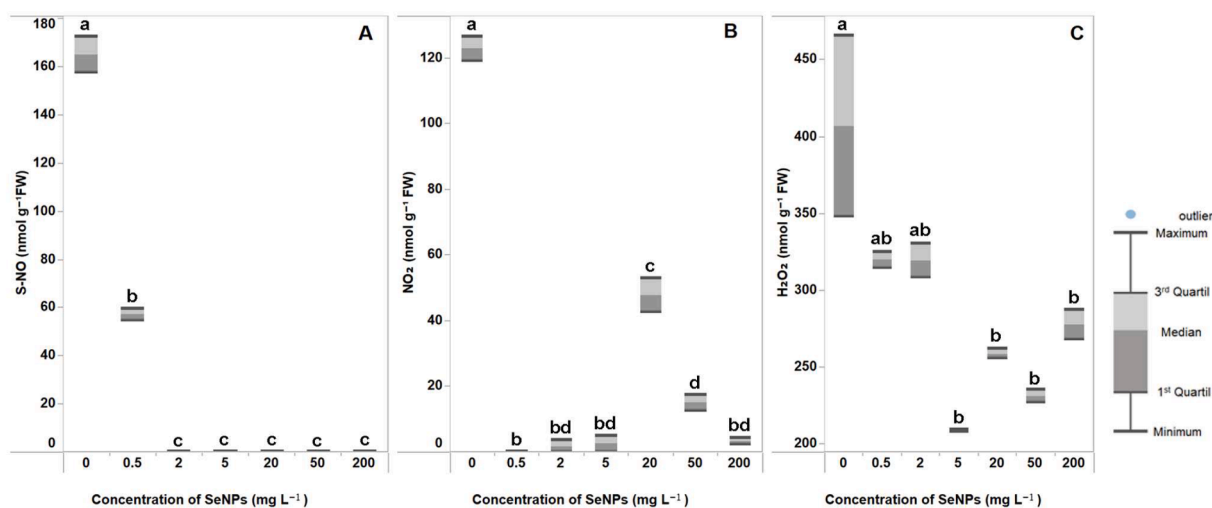 A
S-NO (nmol g⁻¹FW)
180
160
140
120
100
80
60
40
20
0
a
b
c c c c c
0 0.5 2 5 20 50 200
Concentration of SeNPs (mg L⁻¹)
B
NO₂ (nmol g⁻¹ FW)
120
100
80
60
40
20
0
a
b
bd
bd
c
d
bd
0 0.5 2 5 20 50 200
Concentration of SeNPs (mg L⁻¹)
C
H₂O₂ (nmol g⁻¹ FW)
450
400
350
300
250
200
a
ab
ab
b
b
b
b
0 0.5 2 5 20 50 200
Concentration of SeNPs (mg L⁻¹)
outlier
Maximum
3rd Quartil
Median
1st Quartil
Minimum